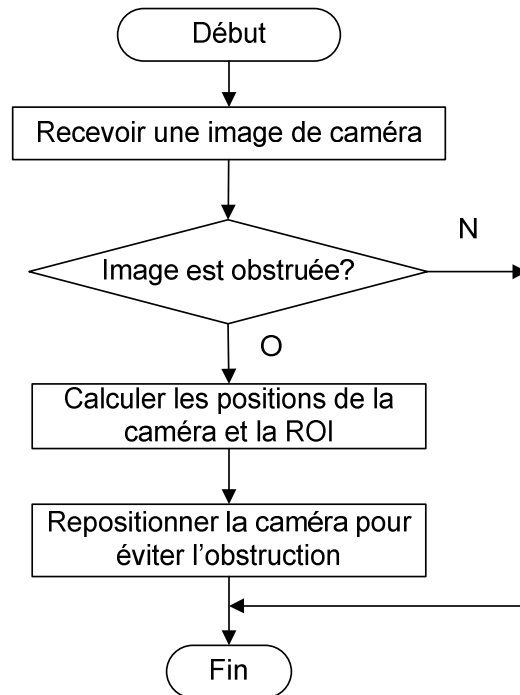 Début
Recevoir une image de caméra
N
Image est obstruée?
O
Calculer les positions de la
caméra et la ROI
Repositionner la caméra pour
éviter l'obstruction
Fin